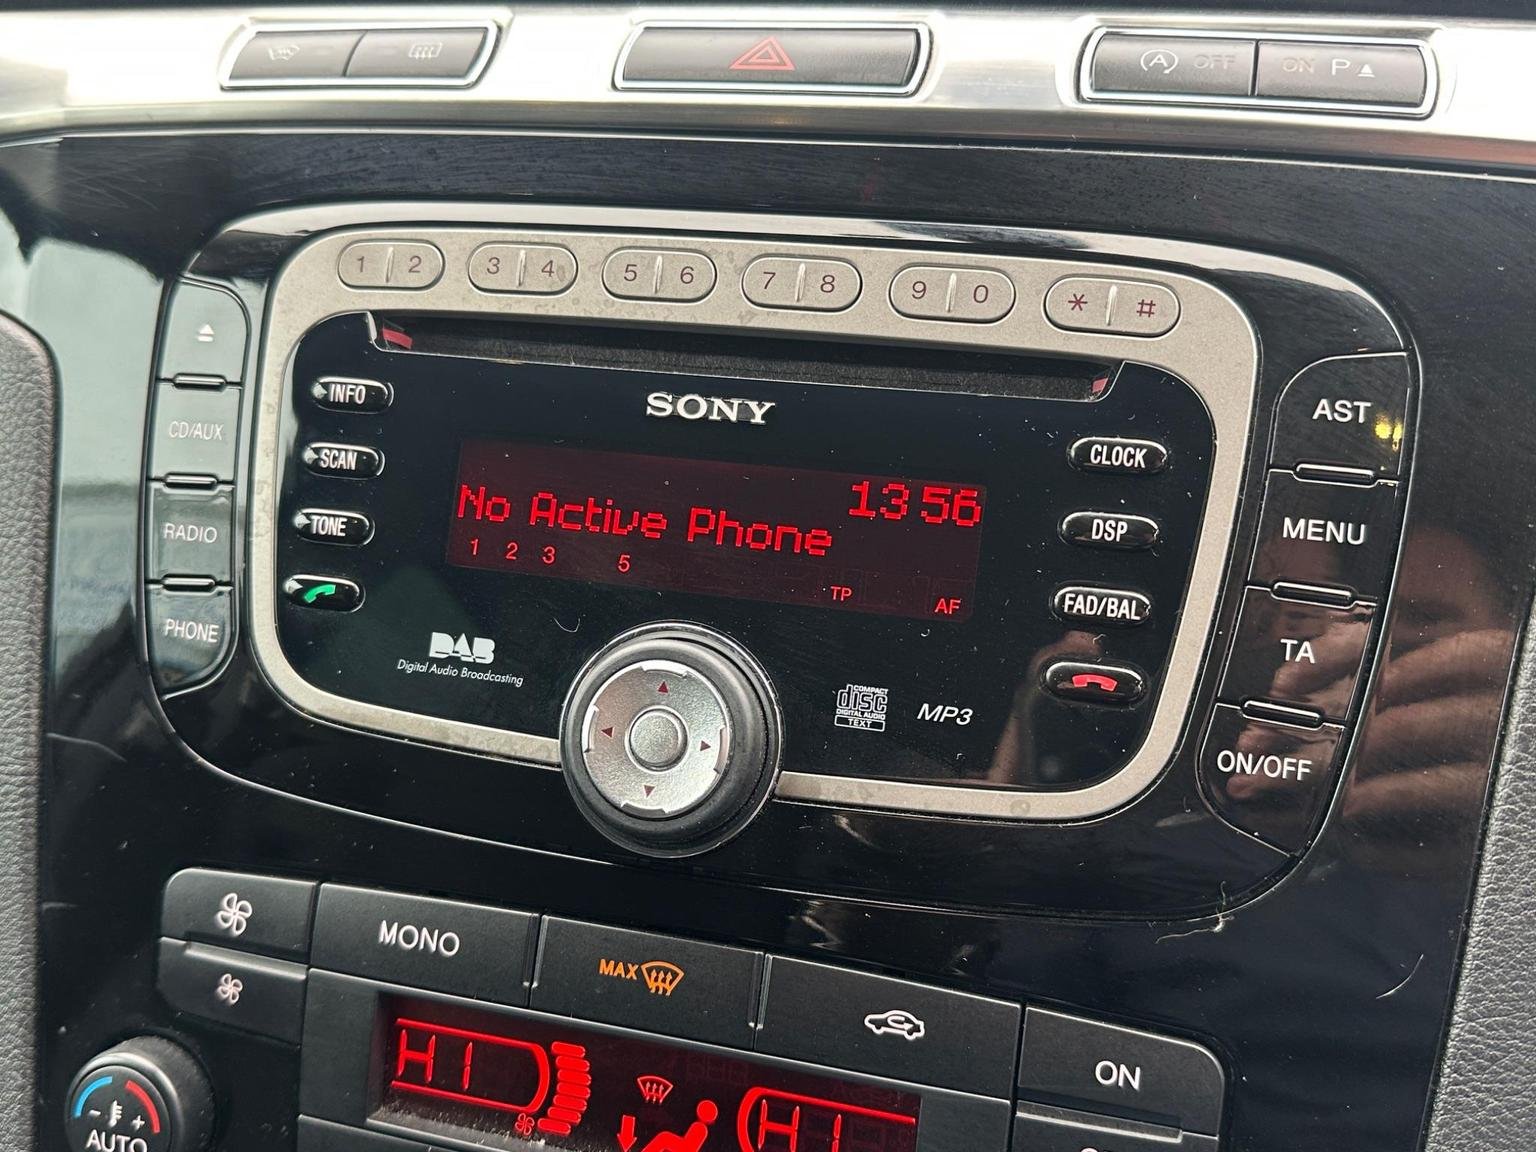 OFF
ON P
1 2 3 4 5 6 7 8 9 0 * #
INFO
SONY
AST
CD/AUX
SCAN
CLOCK
No Active Phone 13 56
1 2 3 5
TP AF
RADIO
TONE
DSP
MENU
PHONE
FAD/BAL
TA
DAB
Digital Audio Broadcasting
COMPACT
disc
DIGITAL AUDIO
TEXT
MP3
ON/OFF
MONO
MAX
ON
HI
HI
- +
AUTO